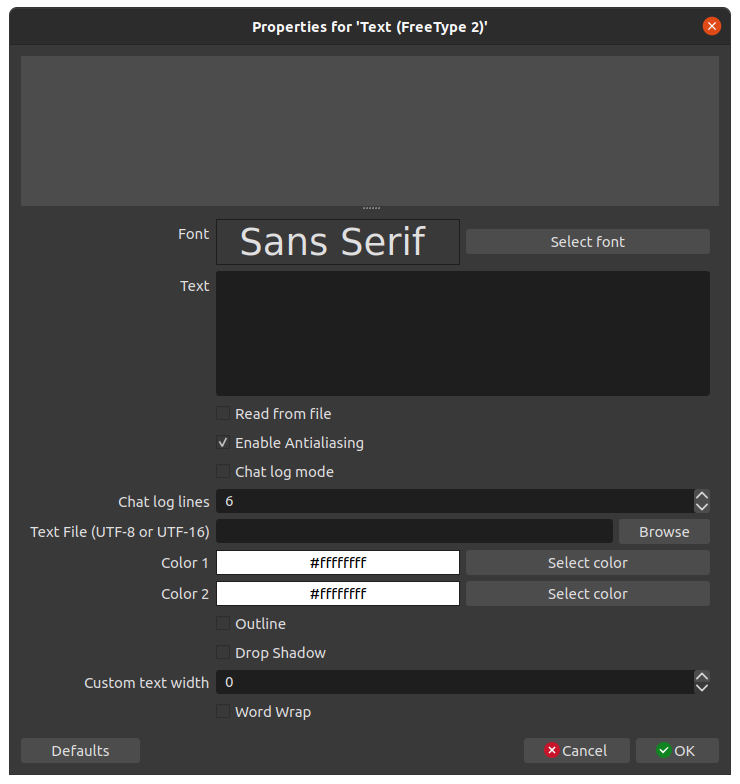 Properties for 'Text (FreeType 2)'
Font Sans Serif Select font
Text
Read from file
Enable Antialiasing
Chat log mode
Chat log lines 6
Text File (UTF-8 or UTF-16) Browse
Color 1 #ffffffff Select color
Color 2 #ffffffff Select color
Outline
Drop Shadow
Custom text width 0
Word Wrap
Defaults Cancel OK